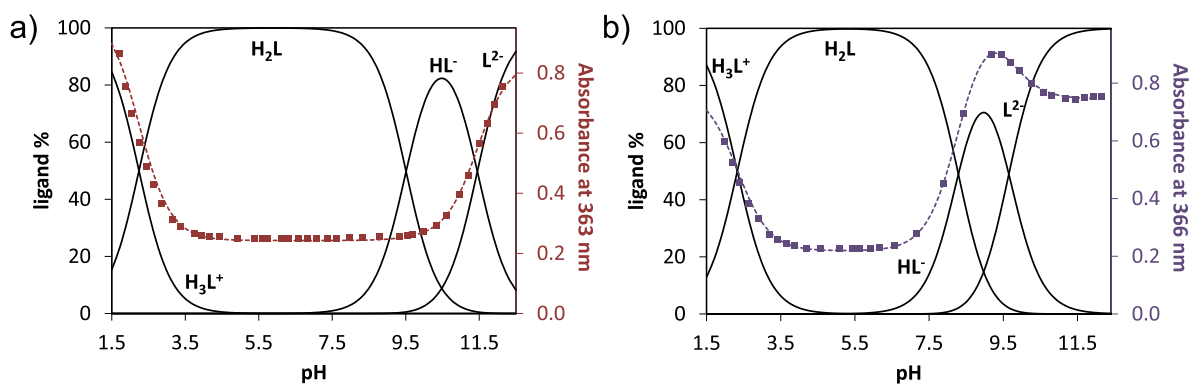 a)
ligand %
100
80
60
40
20
0
H₃L⁺
H₂L
HL⁻
L²⁻
0.8
0.6
0.4
0.2
0.0
Absorbance at 363 nm
1.5 3.5 5.5 7.5 9.5 11.5
pH
b)
ligand %
100
80
60
40
20
0
H₃L⁺
H₂L
HL⁻
L²⁻
0.8
0.6
0.4
0.2
0.0
Absorbance at 366 nm
1.5 3.5 5.5 7.5 9.5 11.5
pH